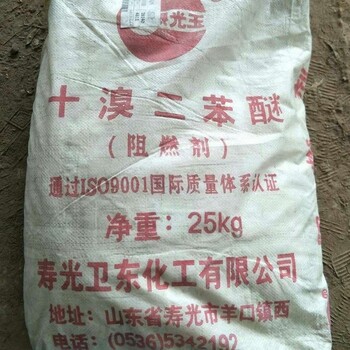 寿光王
十溴二苯醚
(阻燃剂)
通过ISO9001国际质量体系认证
净重：25kg
寿光卫东化工有限公司
地址：山东省寿光市羊口镇西
电话：(0536)5342192